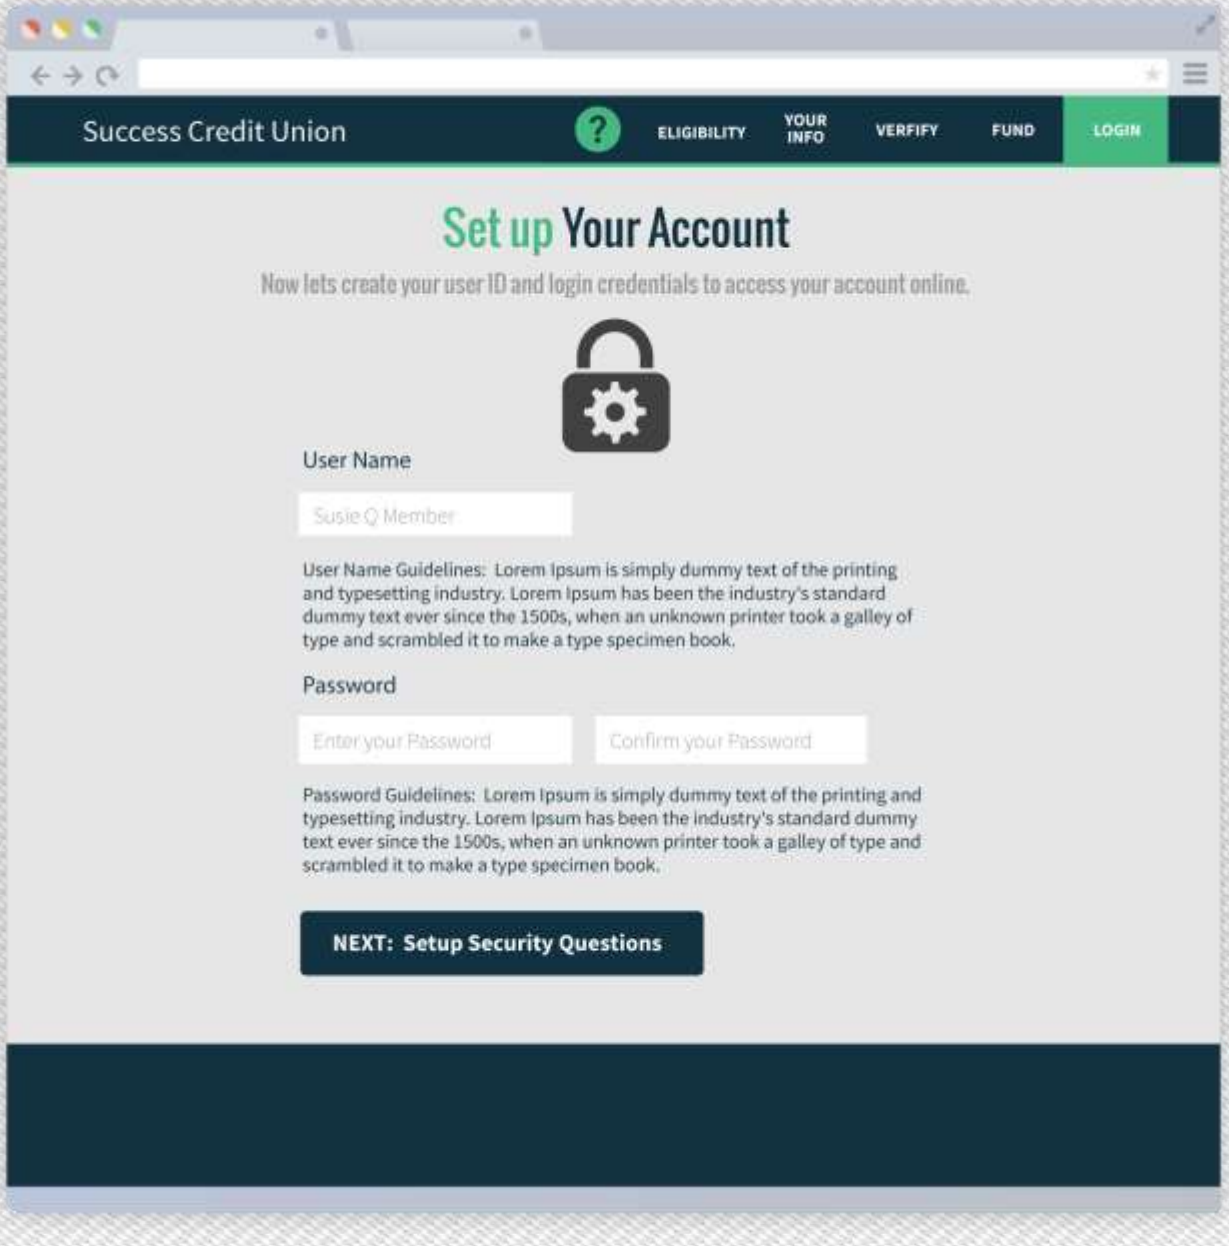 Success Credit Union
?
ELIGIBILITY
YOUR
INFO
VERFIFY
FUND
LOGIN
Set up Your Account
Now lets create your user ID and login credentials to access your account online.
User Name
Susie Q Member
User Name Guidelines: Lorem Ipsum is simply dummy text of the printing
and typesetting industry. Lorem Ipsum has been the industry's standard
dummy text ever since the 1500s, when an unknown printer took a galley of
type and scrambled it to make a type specimen book.
Password
Enter your Password
Confirm your Password
Password Guidelines: Lorem Ipsum is simply dummy text of the printing and
typesetting industry. Lorem Ipsum has been the industry's standard dummy
text ever since the 1500s, when an unknown printer took a galley of type and
scrambled it to make a type specimen book.
NEXT: Setup Security Questions